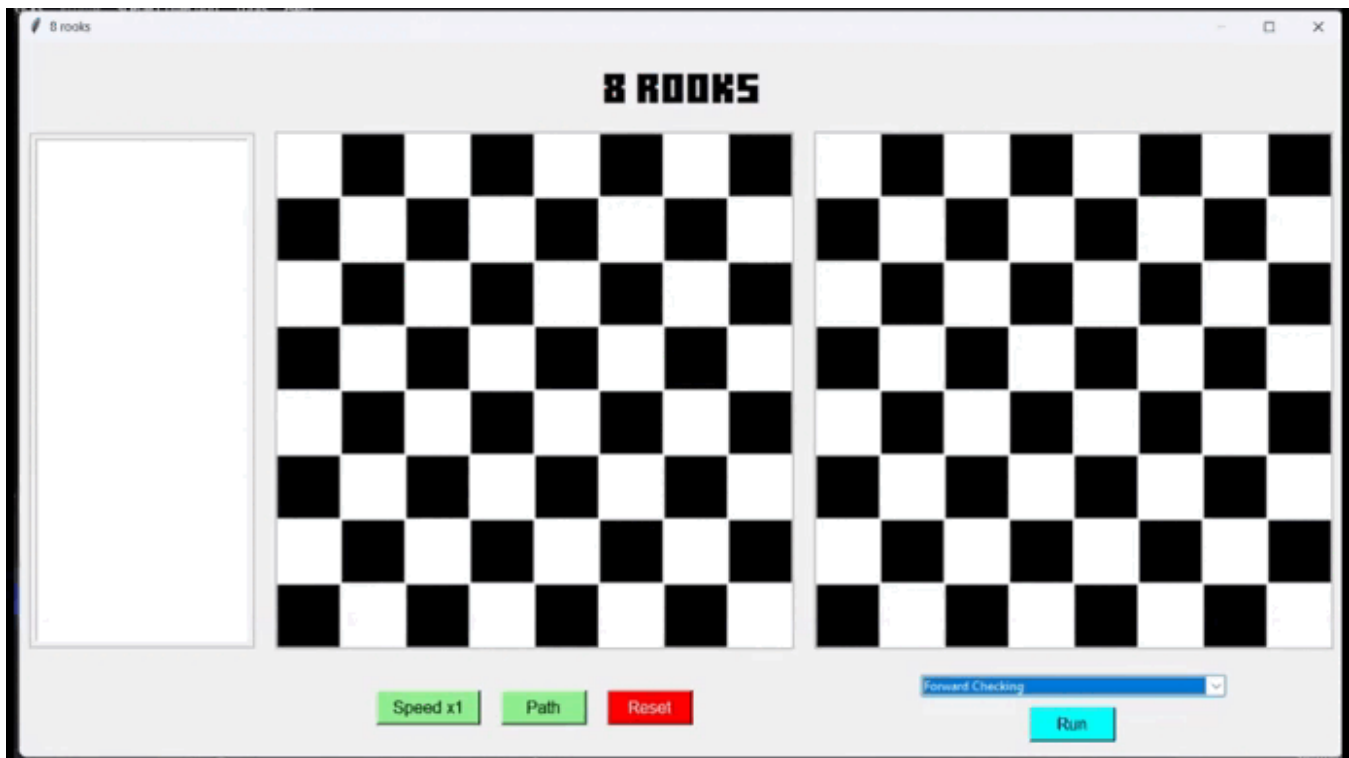 8 rooks
8 ROOKS
Forward Checking
Speed x1
Path
Reset
Run